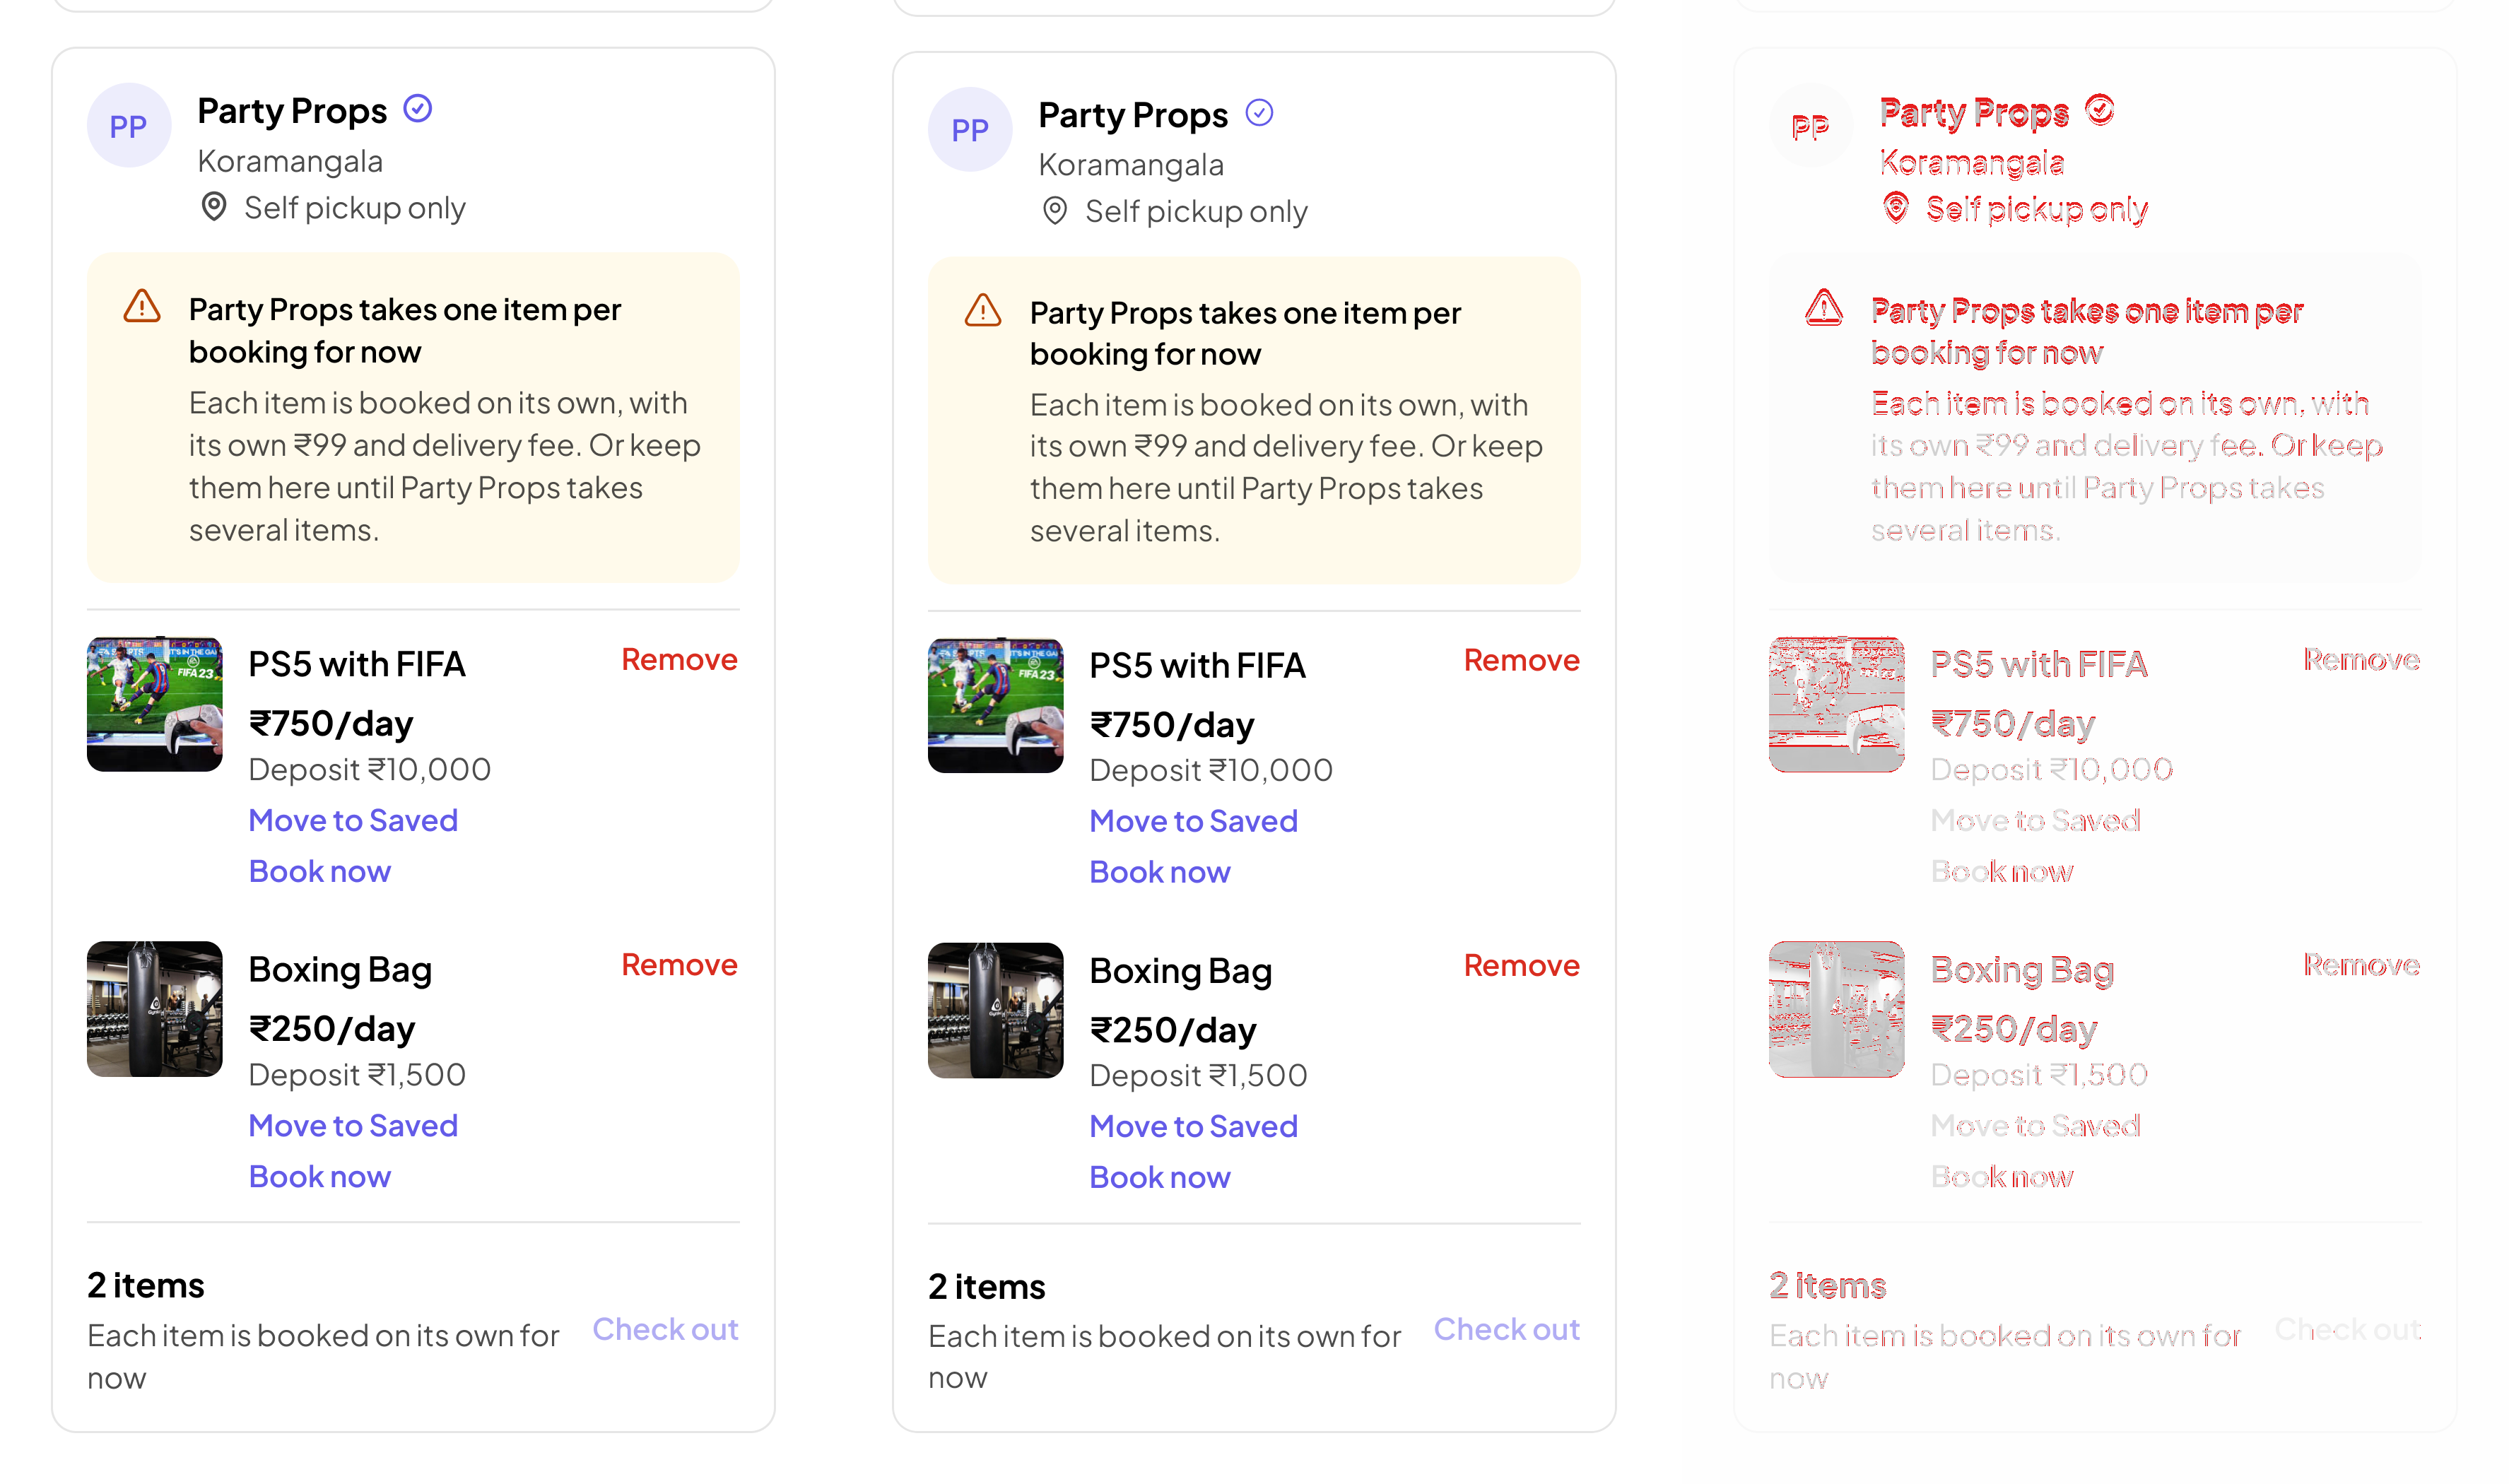 PP
Party Props
Koramangala
Self pickup only
Party Props takes one item per
booking for now
Each item is booked on its own, with
its own ₹99 and delivery fee. Or keep
them here until Party Props takes
several items.
FIFA 23
PS5 with FIFA
Remove
₹750/day
Deposit ₹10,000
Move to Saved
Book now
Boxing Bag
Remove
₹250/day
Deposit ₹1,500
Move to Saved
Book now
2 items
Each item is booked on its own for
now
Check out
PP
Party Props
Koramangala
Self pickup only
Party Props takes one item per
booking for now
Each item is booked on its own, with
its own ₹99 and delivery fee. Or keep
them here until Party Props takes
several items.
FIFA 23
PS5 with FIFA
Remove
₹750/day
Deposit ₹10,000
Move to Saved
Book now
Boxing Bag
Remove
₹250/day
Deposit ₹1,500
Move to Saved
Book now
2 items
Each item is booked on its own for
now
Check out
PP
Party Props
Koramangala
Self pickup only
Party Props takes one item per
booking for now
Each item is booked on its own, with
its own ₹99 and delivery fee. Or keep
them here until Party Props takes
several items.
PS5 with FIFA
Remove
₹750/day
Deposit ₹10,000
Move to Saved
Book now
Boxing Bag
Remove
₹250/day
Deposit ₹1,500
Move to Saved
Book now
2 items
Each item is booked on its own for
now
Check out